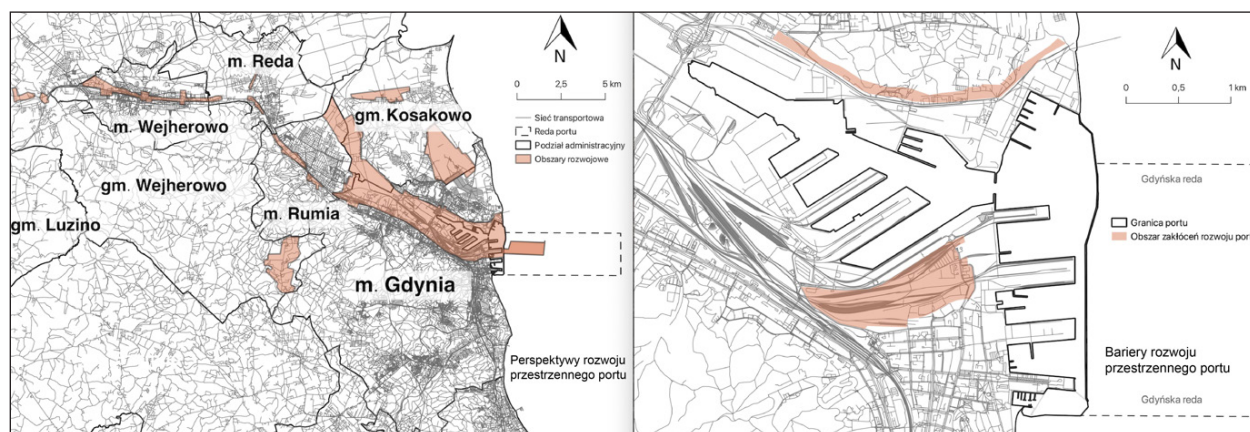 m. Reda
N
0
2,5
5 km
gm. Kosakowo
Sieć transportowa
Reda portu
Podział administracyjny
Obszary rozwojowe
m. Wejherowo
gm. Wejherowo
m. Rumia
gm. Luzino
m. Gdynia
Perspektywy rozwoju
przestrzennego portu
N
0
0,5
1 km
Gdyńska reda
Granica portu
Obszar zakłóceń rozwoju port
Bariery rozwoju
przestrzennego portu
Gdyńska reda